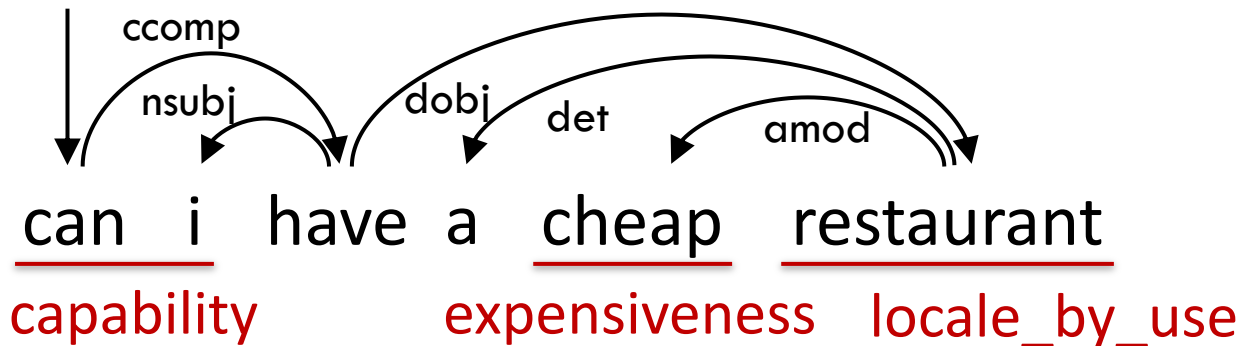 ccomp
nsubj dobj det amod
can i have a cheap restaurant
capability expensiveness locale_by_use